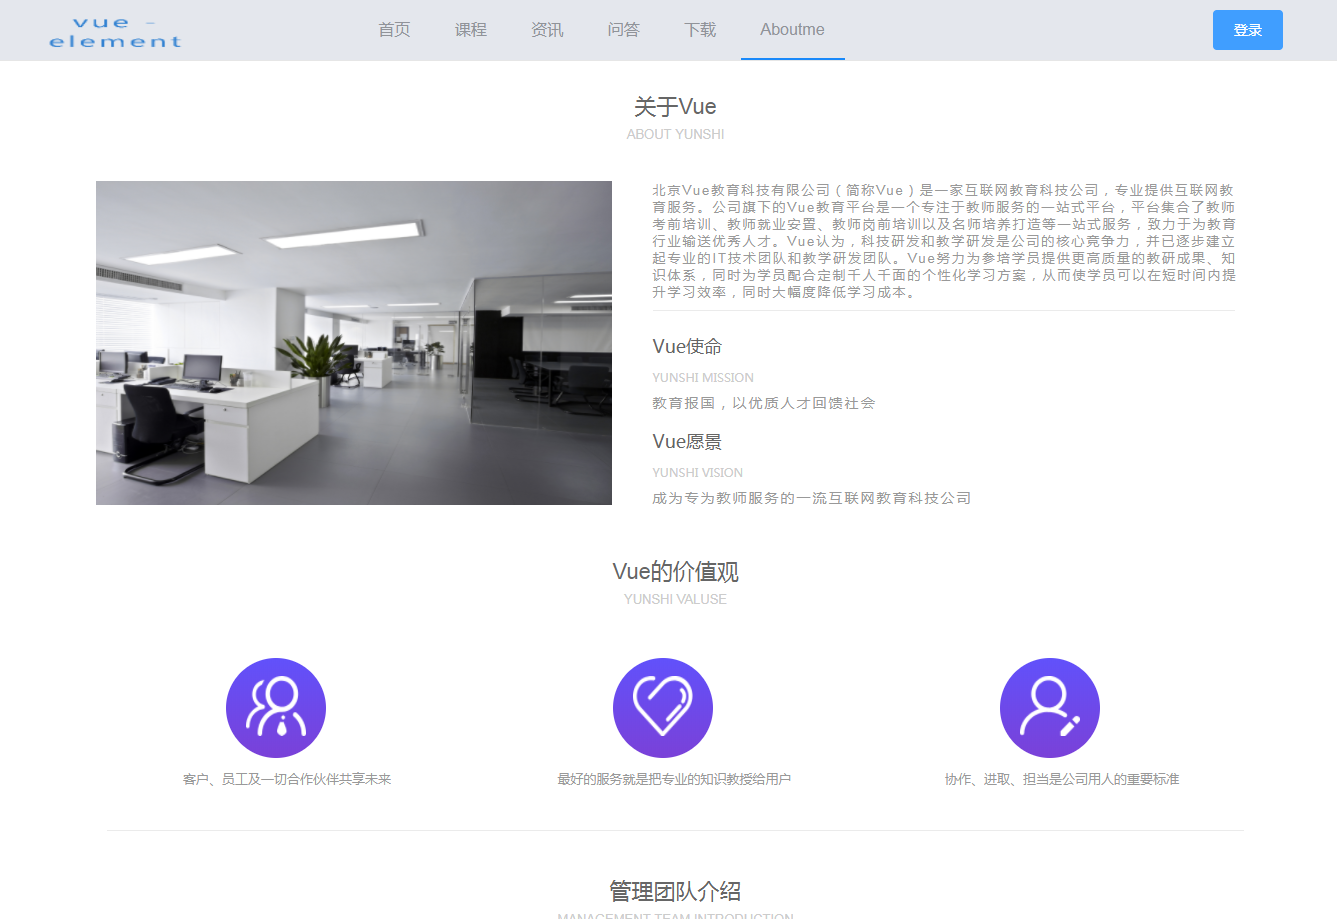 vue -
element
首页 课程 资讯 问答 下载 Aboutme 登录
关于Vue
ABOUT YUNSHI
北京Vue教育科技有限公司（简称Vue）是一家互联网教育科技公司，专业提供互联网教
育服务。公司旗下的Vue教育平台是一个专注于教师服务的一站式平台，平台集合了教师
考前培训、教师就业安置、教师岗前培训以及名师培养打造等一站式服务，致力于为教育
行业输送优秀人才。Vue认为，科技研发和教学研发是公司的核心竞争力，并已逐步建立
起专业的IT技术团队和教学研发团队。Vue努力为参培学员提供更高质量的教研成果、知
识体系，同时为学员配合定制千人千面的个性化学习方案，从而使学员可以在短时间内提
升学习效率，同时大幅度降低学习成本。
Vue使命
YUNSHI MISSION
教育报国，以优质人才回馈社会
Vue愿景
YUNSHI VISION
成为专为教师服务的一流互联网教育科技公司
Vue的价值观
YUNSHI VALUSE
客户、员工及一切合作伙伴共享未来
最好的服务就是把专业的知识教授给用户
协作、进取、担当是公司用人的重要标准
管理团队介绍
MANAGEMENT TEAM INTRODUCTION